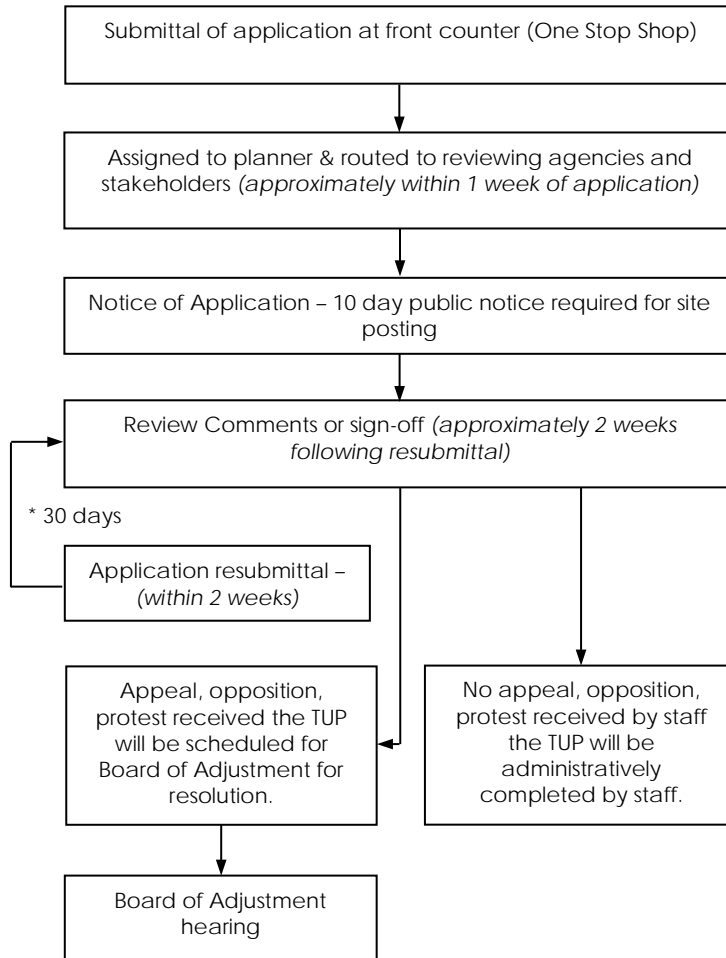 Submittal of application at front counter (One Stop Shop)
Assigned to planner & routed to reviewing agencies and
stakeholders (approximately within 1 week of application)
Notice of Application – 10 day public notice required for site
posting
Review Comments or sign-off (approximately 2 weeks
following resubmittal)
* 30 days
Application resubmittal –
(within 2 weeks)
Appeal, opposition,
protest received the TUP
will be scheduled for
Board of Adjustment for
resolution.
No appeal, opposition,
protest received by staff
the TUP will be
administratively
completed by staff.
Board of Adjustment
hearing